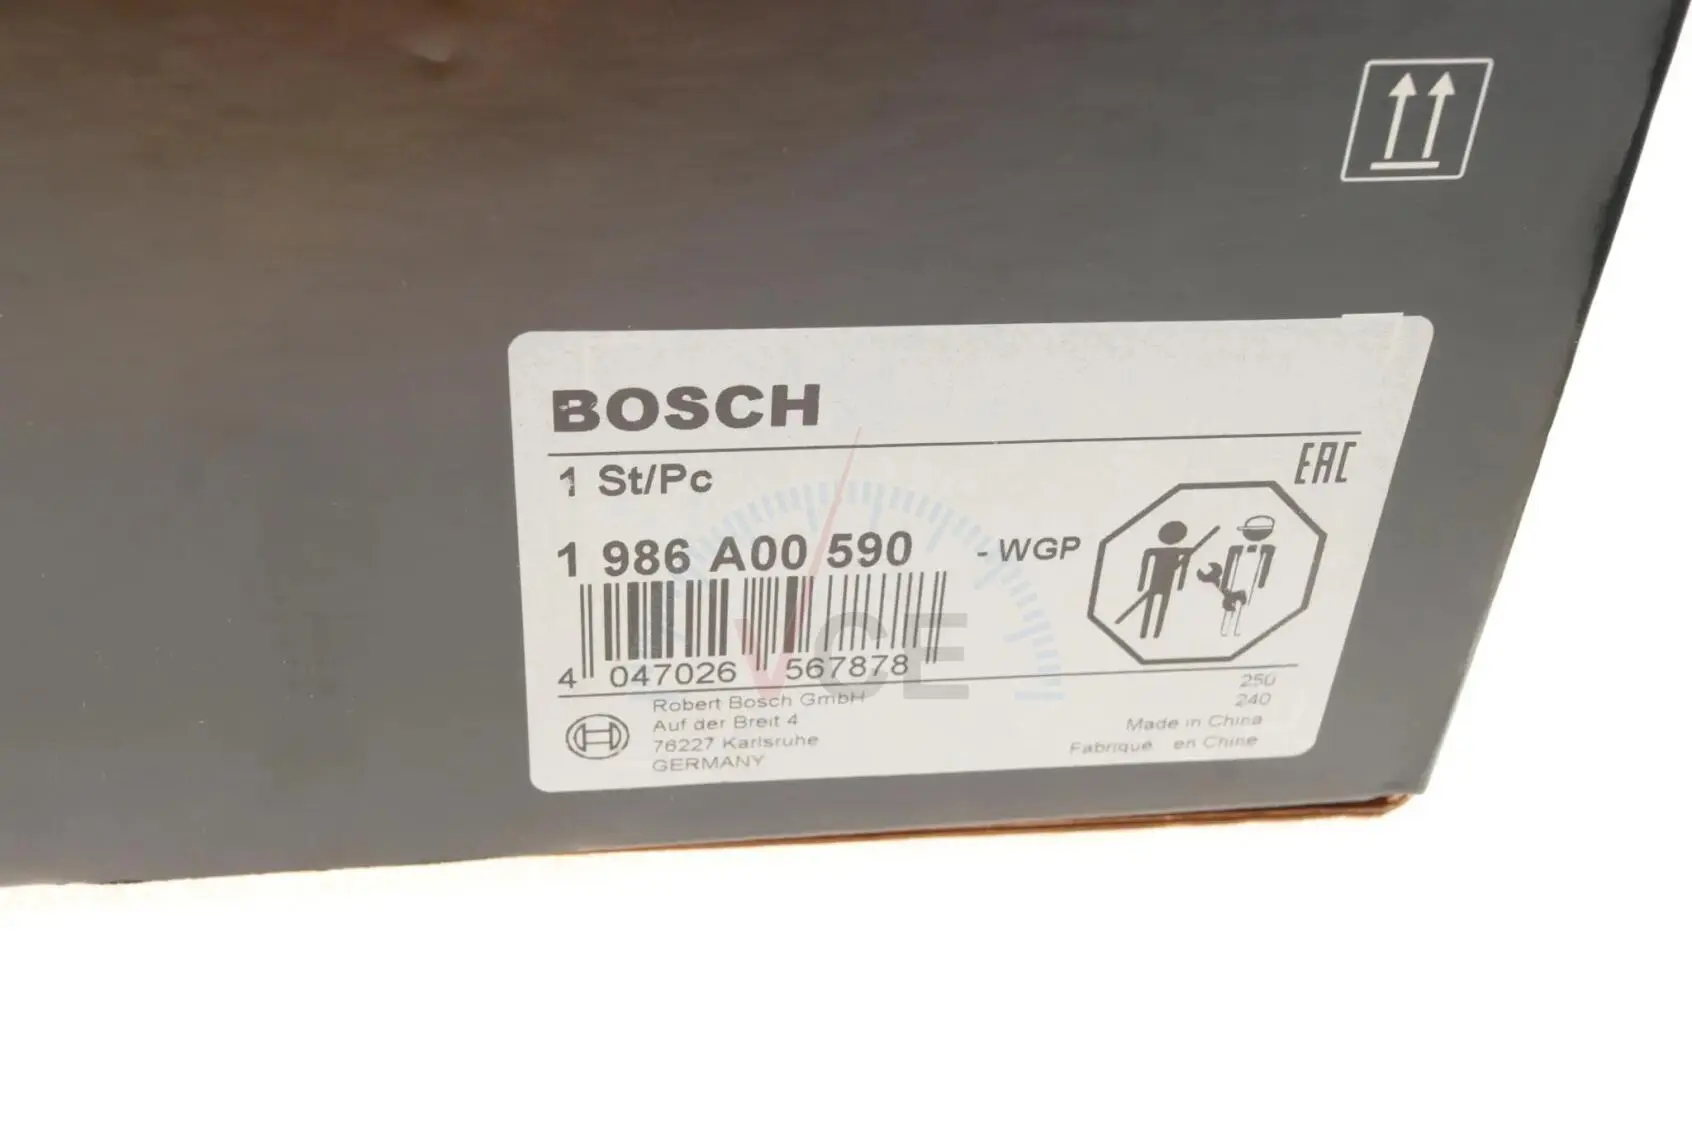 BOSCH
EAC
1 St/Pc
1 986 A00 590 - WGP
4 047026 567878
VCE
250
240
Robert Bosch GmbH
Auf der Breit 4
76227 Karlsruhe
GERMANY
Made in China
Fabriqué en Chine